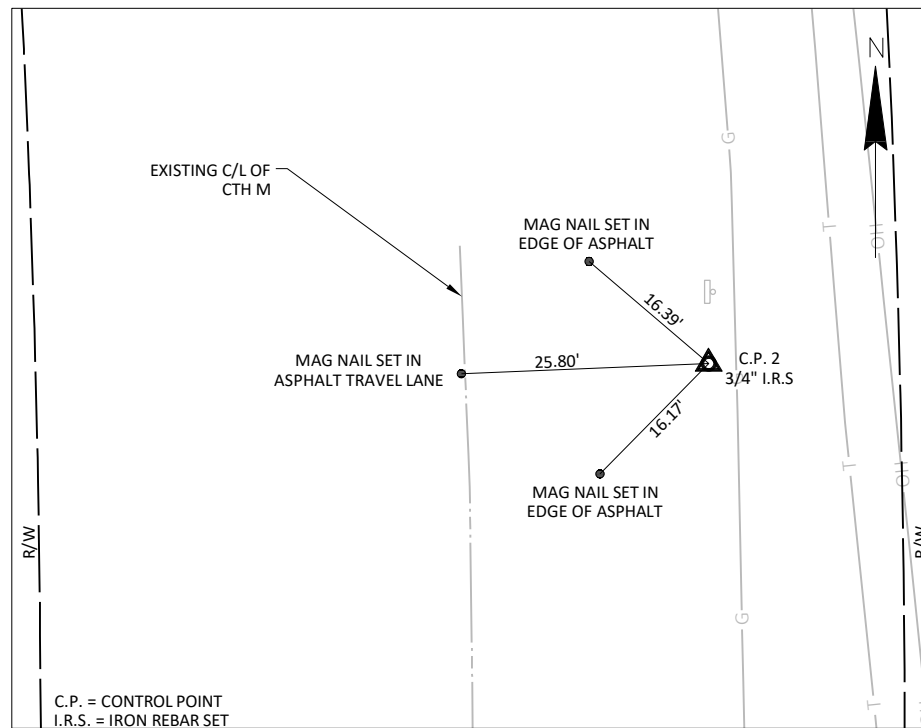 N
G
T
OH
EXISTING C/L OF
CTH M
MAG NAIL SET IN
EDGE OF ASPHALT
16.39'
MAG NAIL SET IN
ASPHALT TRAVEL LANE
25.80'
C.P. 2
3/4" I.R.S
16.17'
MAG NAIL SET IN
EDGE OF ASPHALT
T
OH
R/W
R/W
G
T
C.P. = CONTROL POINT
I.R.S. = IRON REBAR SET